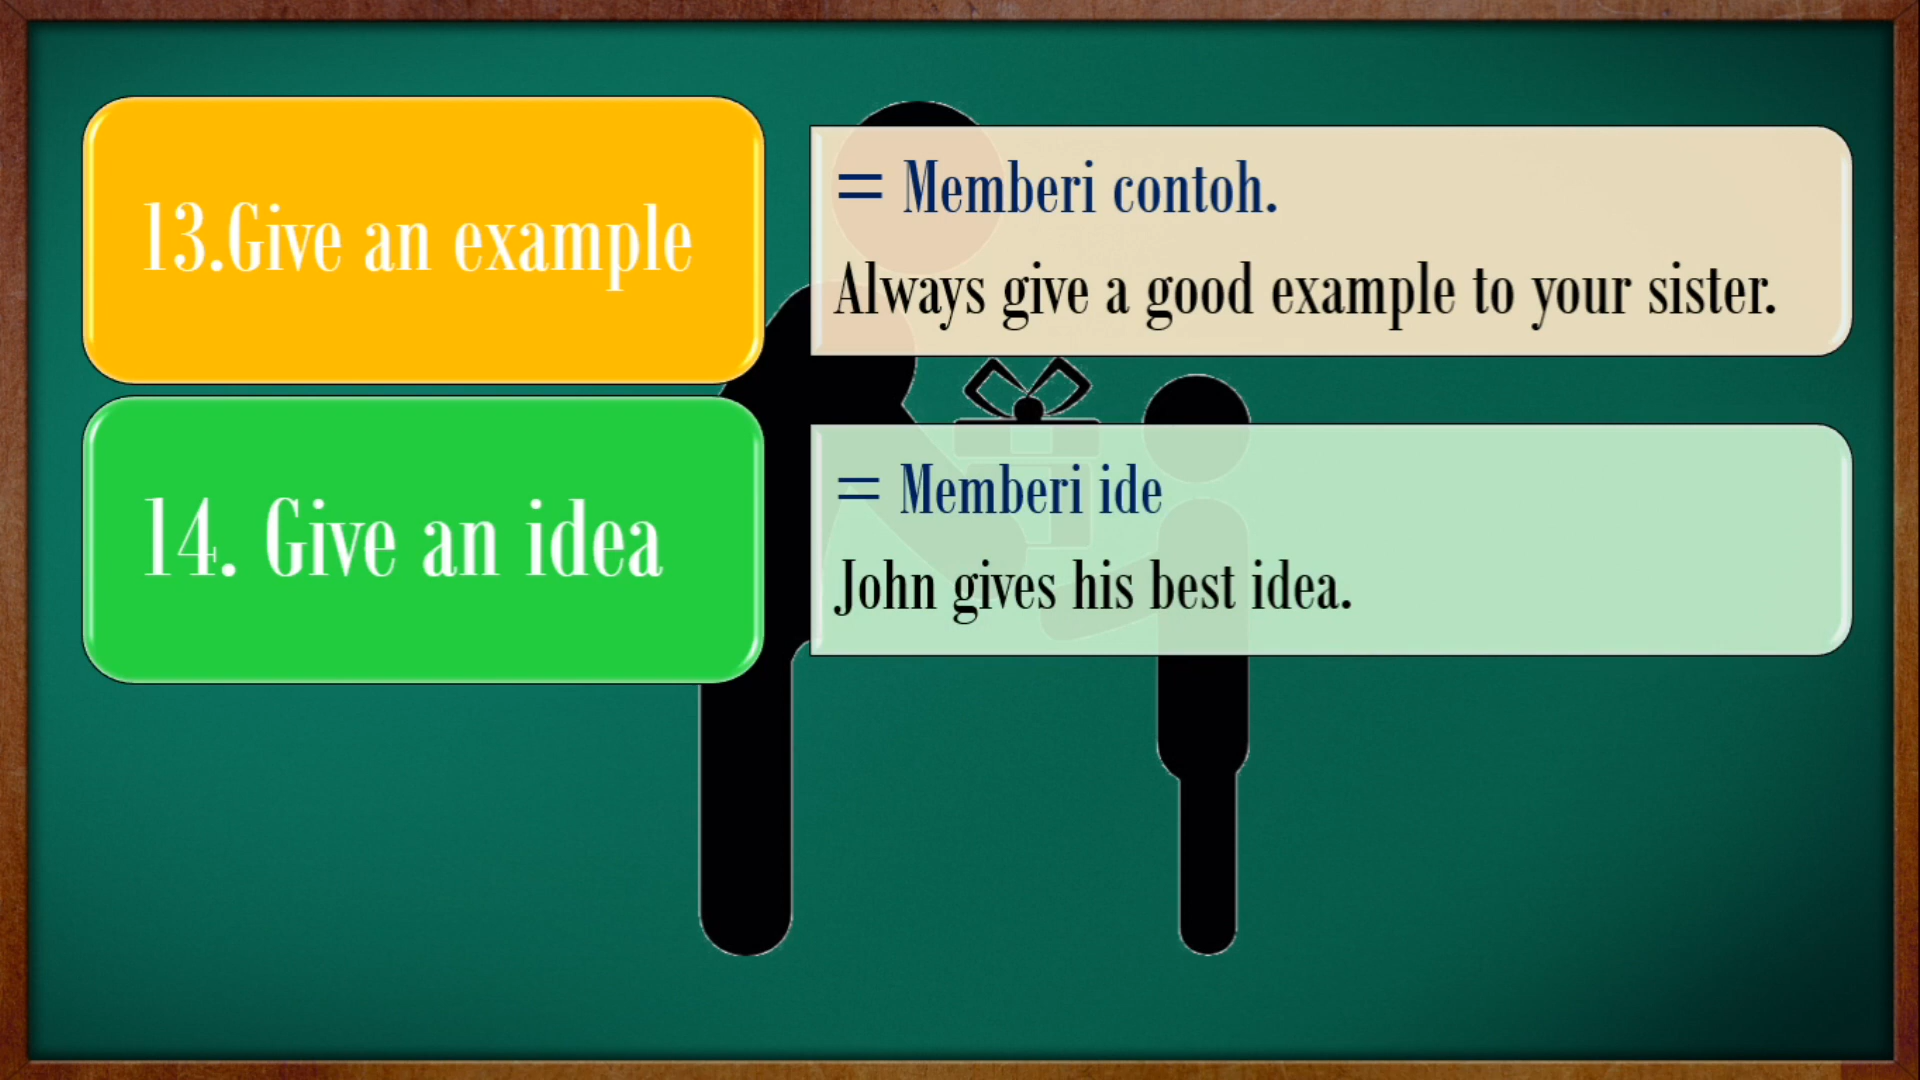 13.Give an example
= Memberi contoh.
Always give a good example to your sister.
14. Give an idea
= Memberi ide
John gives his best idea.